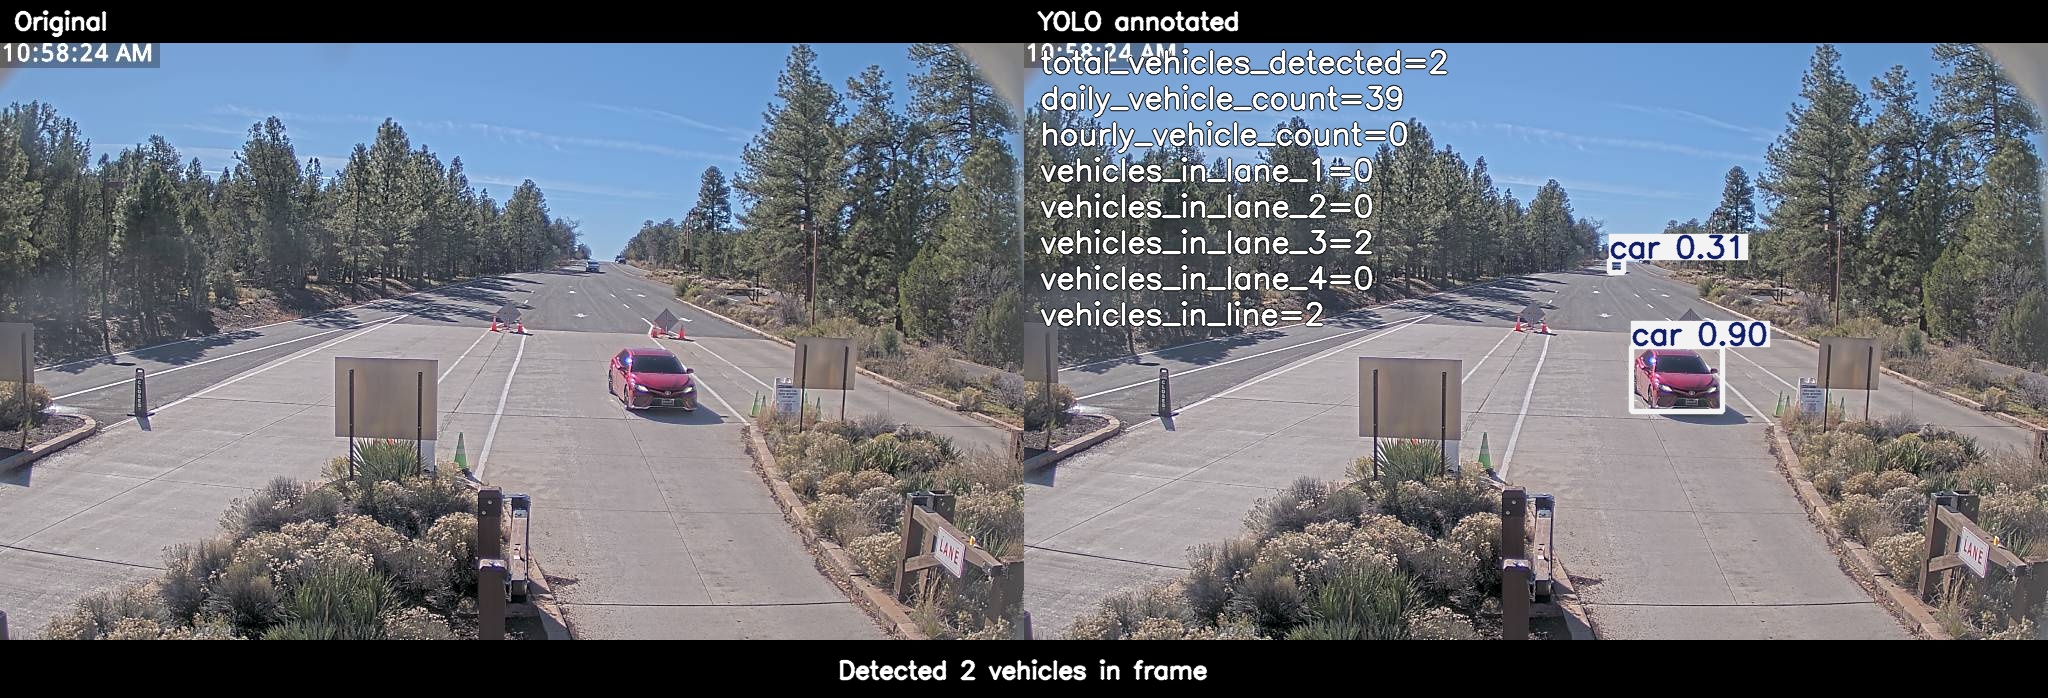 Original
10:58:24 AM
YOLO annotated
10:58:24 AM
total_vehicles_detected=2
daily_vehicle_count=39
hourly_vehicle_count=0
vehicles_in_lane_1=0
vehicles_in_lane_2=0
vehicles_in_lane_3=2
vehicles_in_lane_4=0
vehicles_in_line=2
car 0.31
car 0.90
LANE
LANE
Detected 2 vehicles in frame